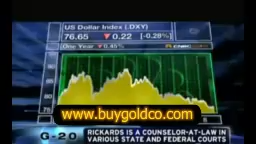 US Dollar Index (DXY)
76.65 ▼0.22 [-0.28%]
One Year ▼0.45% CNBC
www.buygoldco.com
G-20
RICKARDS IS A COUNSELOR-AT-LAW IN
VARIOUS STATE AND FEDERAL COURTS